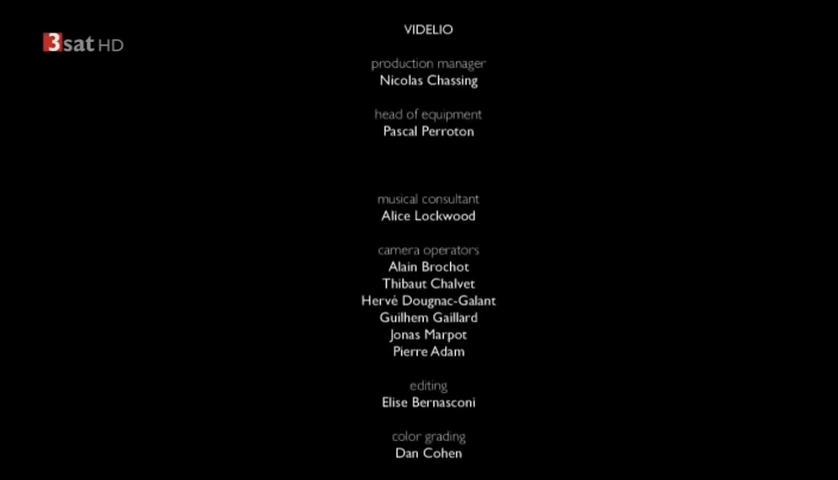 VIDELIO
3sat HD
production manager
Nicolas Chassing
head of equipment
Pascal Perroton
musical consultant
Alice Lockwood
camera operators
Alain Brochot
Thibaut Chalvet
Hervé Dougnac-Galant
Guilhem Gaillard
Jonas Marpot
Pierre Adam
editing
Elise Bernasconi
color grading
Dan Cohen